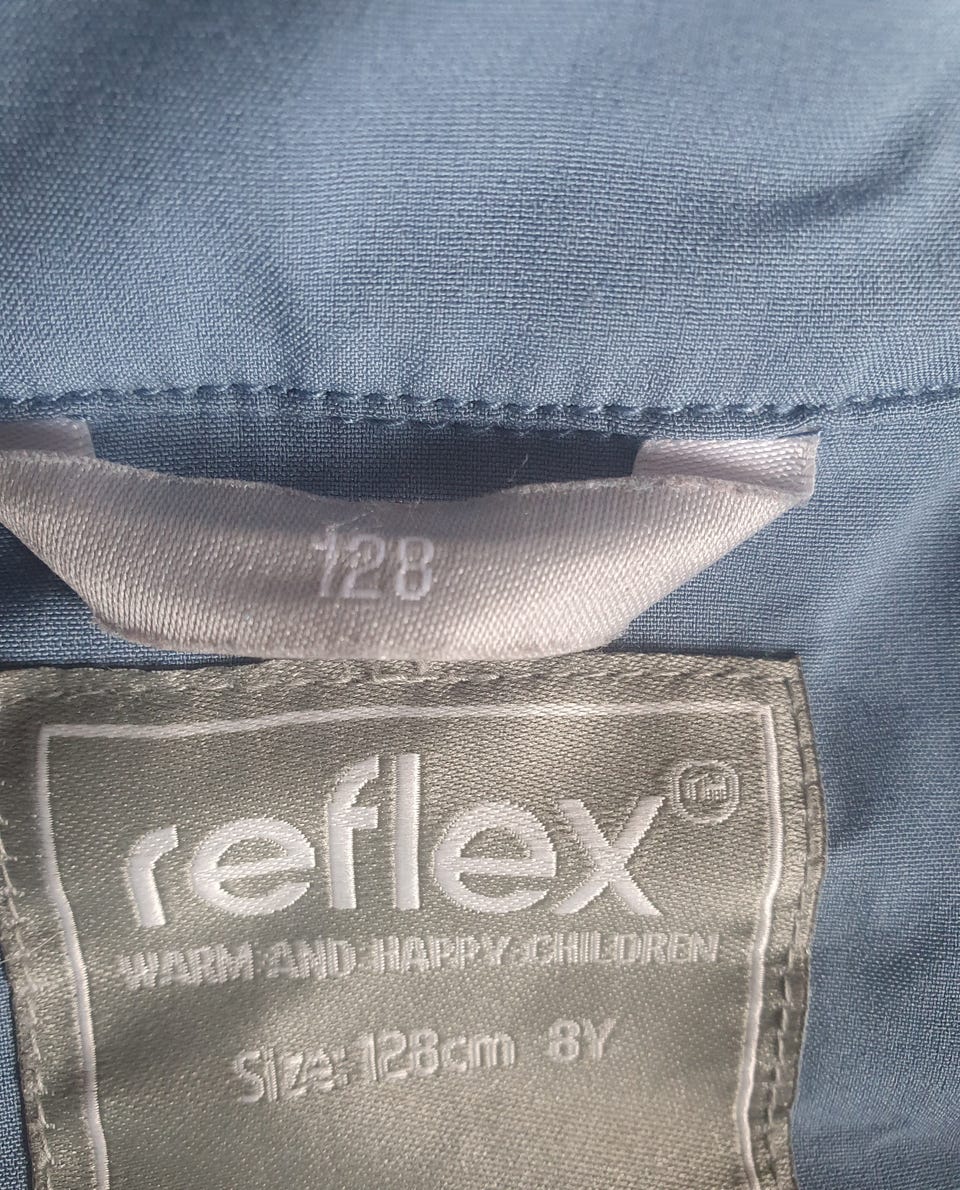 128
reflex
WARM AND HAPPY CHILDREN
Size: 128cm 8Y